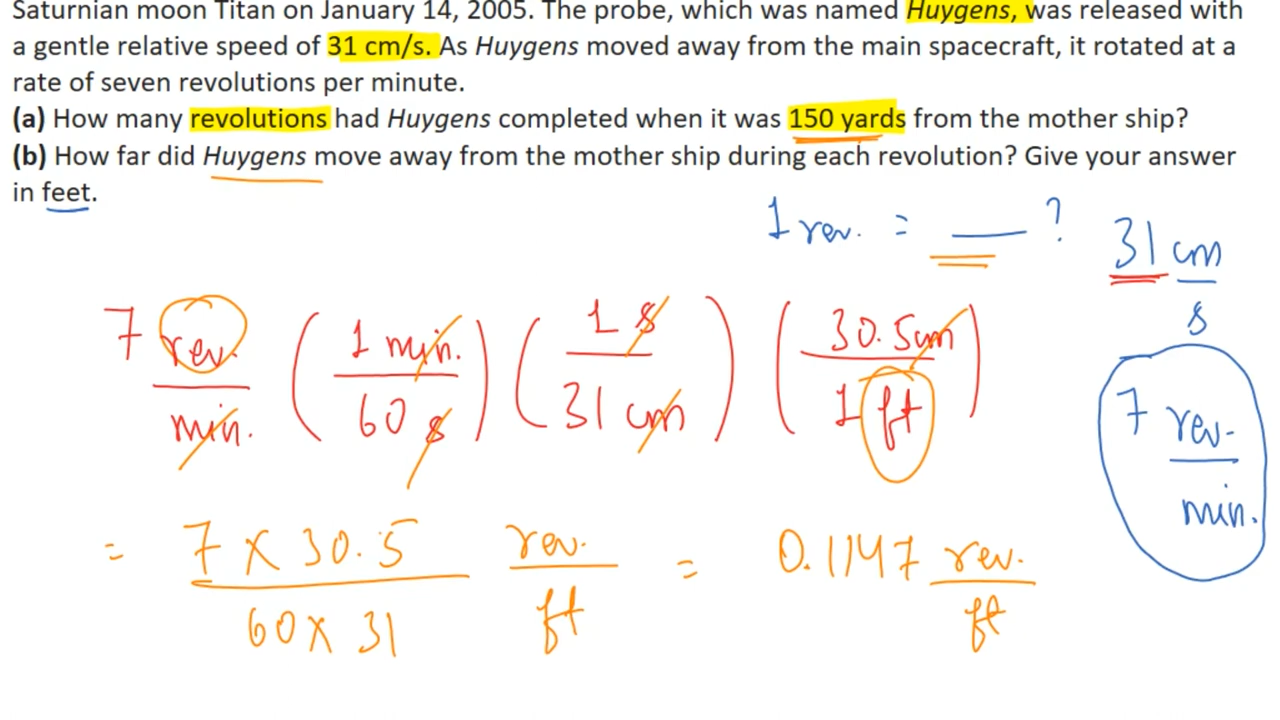 Saturnian moon Titan on January 14, 2005. The probe, which was named Huygens, was released with
a gentle relative speed of 31 cm/s. As Huygens moved away from the main spacecraft, it rotated at a
rate of seven revolutions per minute.
(a) How many revolutions had Huygens completed when it was 150 yards from the mother ship?
(b) How far did Huygens move away from the mother ship during each revolution? Give your answer
in feet.
1 rev. = ___ ?
31 cm
s
7 rev.
min.
7 rev. (1 min.) (1 s) (30.5 cm)
min. 60 s 31 cm 1 ft
= 7 x 30.5 rev. = 0.1147 rev.
60 x 31 ft ft